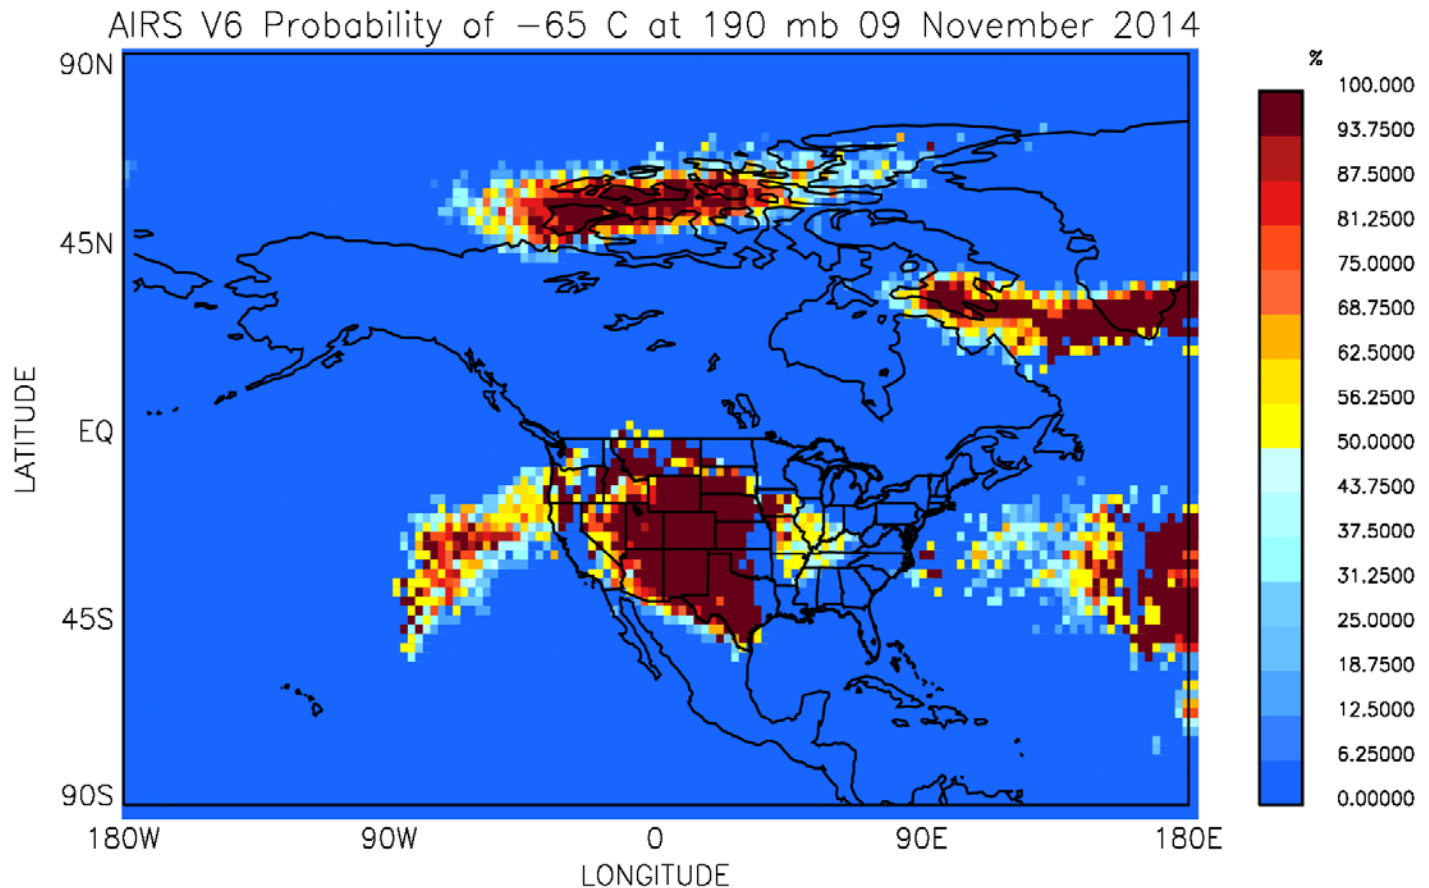 AIRS V6 Probability of −65 C at 190 mb 09 November 2014
%
90N
45N
EQ
45S
90S
LATITUDE
180W
90W
0
90E
180E
LONGITUDE
100.000
93.7500
87.5000
81.2500
75.0000
68.7500
62.5000
56.2500
50.0000
43.7500
37.5000
31.2500
25.0000
18.7500
12.5000
6.25000
0.00000